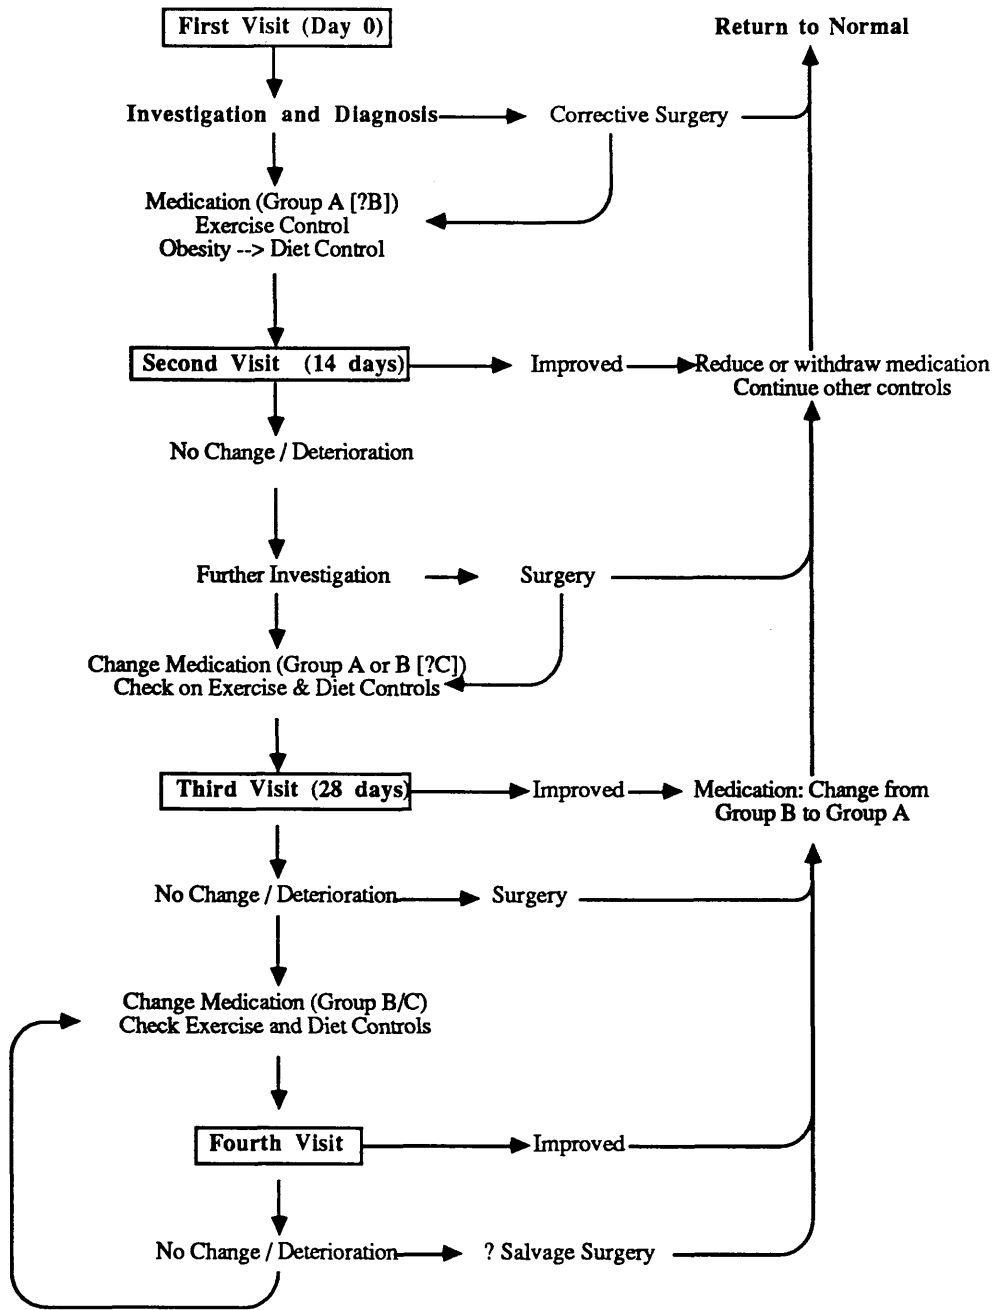 First Visit (Day 0)
Return to Normal
Investigation and Diagnosis
Corrective Surgery
Medication (Group A [?B])
Exercise Control
Obesity --> Diet Control
Second Visit (14 days)
Improved
Reduce or withdraw medication
Continue other controls
No Change / Deterioration
Further Investigation
Surgery
Change Medication (Group A or B [?C])
Check on Exercise & Diet Controls
Third Visit (28 days)
Improved
Medication: Change from
Group B to Group A
No Change / Deterioration
Surgery
Change Medication (Group B/C)
Check Exercise and Diet Controls
Fourth Visit
Improved
No Change / Deterioration
? Salvage Surgery